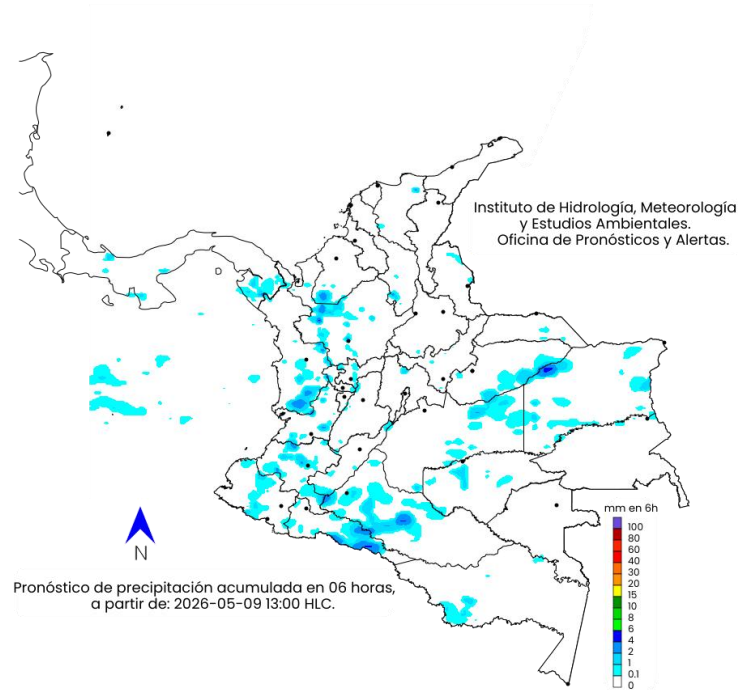 Instituto de Hidrología, Meteorología
y Estudios Ambientales.
Oficina de Pronósticos y Alertas.
N
Pronóstico de precipitación acumulada en 06 horas,
a partir de: 2026-05-09 13:00 HLC.
mm en 6h
100
80
60
40
30
20
15
10
8
6
4
2
1
0.1
0